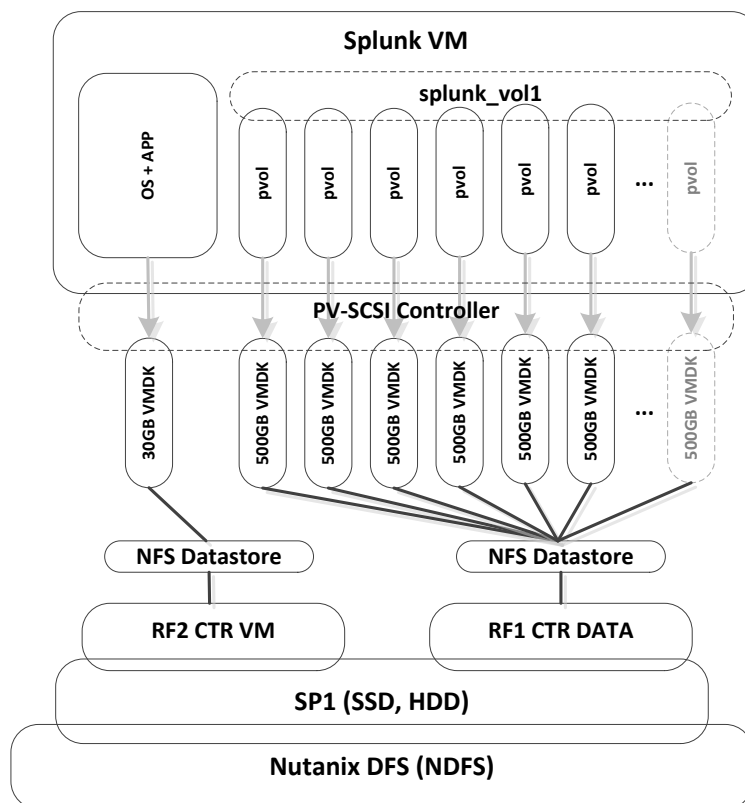 Splunk VM
splunk_vol1
OS + APP
pvol
pvol
pvol
pvol
pvol
pvol
...
pvol
PV-SCSI Controller
30GB VMDK
500GB VMDK
500GB VMDK
500GB VMDK
500GB VMDK
500GB VMDK
500GB VMDK
...
500GB VMDK
NFS Datastore
NFS Datastore
RF2 CTR VM
RF1 CTR DATA
SP1 (SSD, HDD)
Nutanix DFS (NDFS)